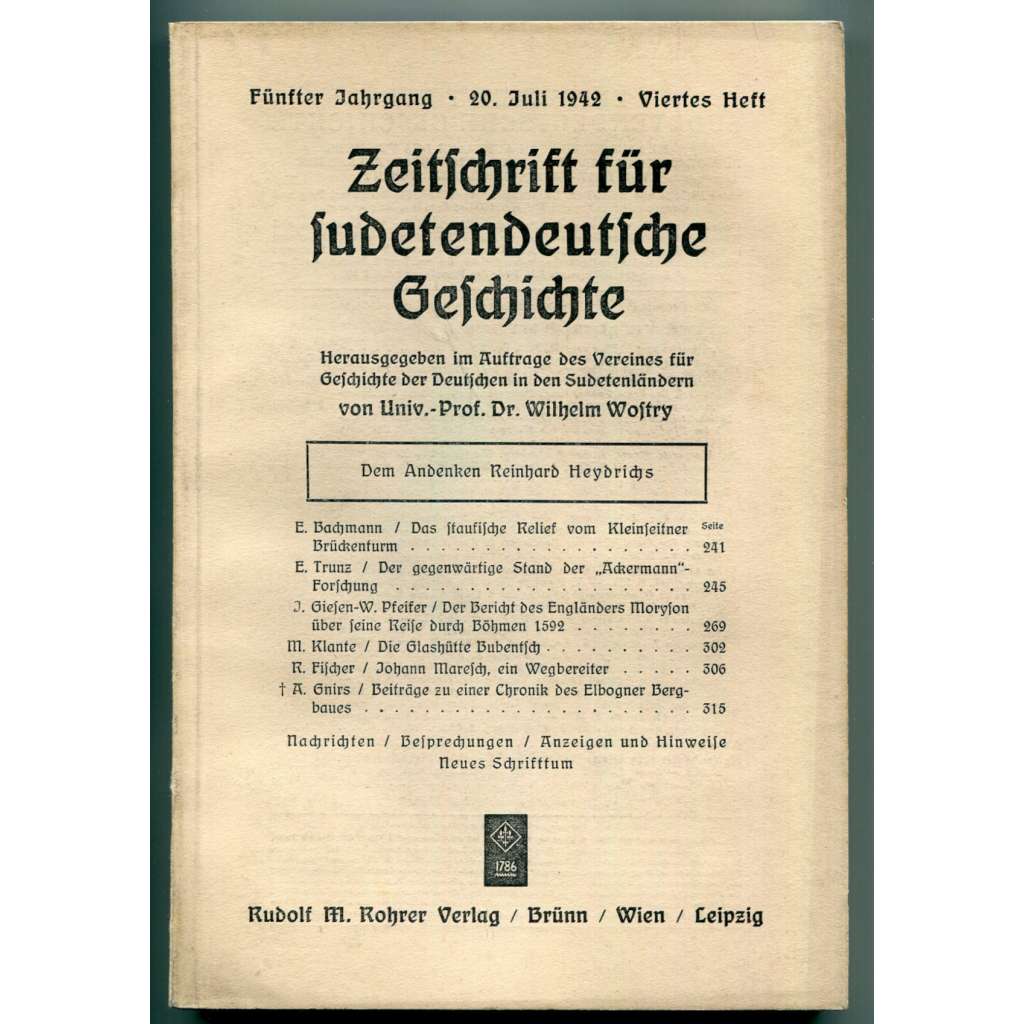 Fünfter Jahrgang · 20. Juli 1942 · Viertes Heft
Zeitſchrift für
ſudetendeutſche
Geſchichte
Herausgegeben im Auftrage des Vereines für
Geſchichte der Deutſchen in den Sudetenländern
von Univ.-Prof. Dr. Wilhelm Woſtry
Dem Andenken Reinhard Heydrichs
Seite
E. Bachmann / Das ſtaufiſche Relief vom Kleinſeitner
Brückenturm . . . . . . . . . . . . . . . . . . . 241
E. Trunz / Der gegenwärtige Stand der „Ackermann“-
Forſchung . . . . . . . . . . . . . . . . . . . . 245
J. Gieſen-W. Pfeifer / Der Bericht des Engländers Moryſon
über ſeine Reiſe durch Böhmen 1592 . . . . . . . . 269
M. Klante / Die Glashütte Bubentſch . . . . . . . . . . 302
R. Fiſcher / Johann Mareſch, ein Wegbereiter . . . . . 306
† A. Gnirs / Beiträge zu einer Chronik des Elbogner Berg-
baues . . . . . . . . . . . . . . . . . . . . . . 315
Nachrichten / Beſprechungen / Anzeigen und Hinweiſe
Neues Schrifttum
1786
Rudolf M. Rohrer Verlag / Brünn / Wien / Leipzig